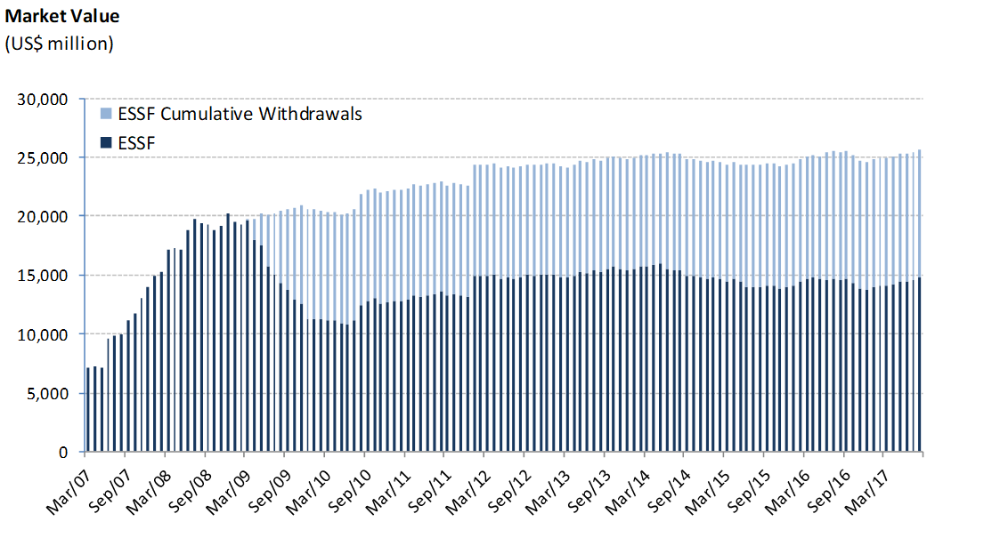 Market Value
(US$ million)
30,000
ESSF Cumulative Withdrawals
ESSF
25,000
20,000
15,000
10,000
5,000
0
Mar/07
Sep/07
Mar/08
Sep/08
Mar/09
Sep/09
Mar/10
Sep/10
Mar/11
Sep/11
Mar/12
Sep/12
Mar/13
Sep/13
Mar/14
Sep/14
Mar/15
Sep/15
Mar/16
Sep/16
Mar/17